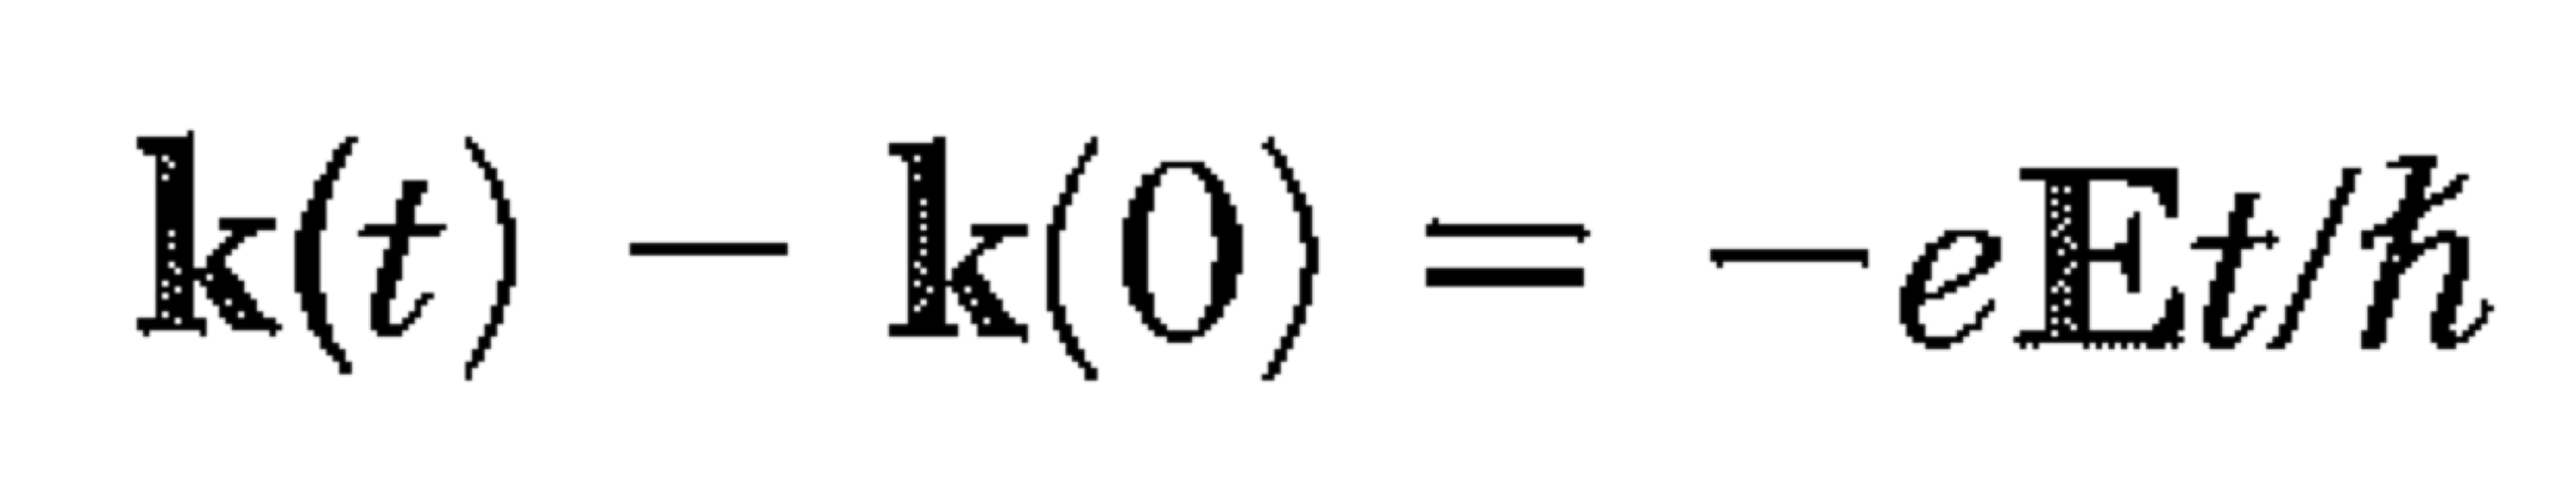 k(t) − k(0) = −eEt/ℏ